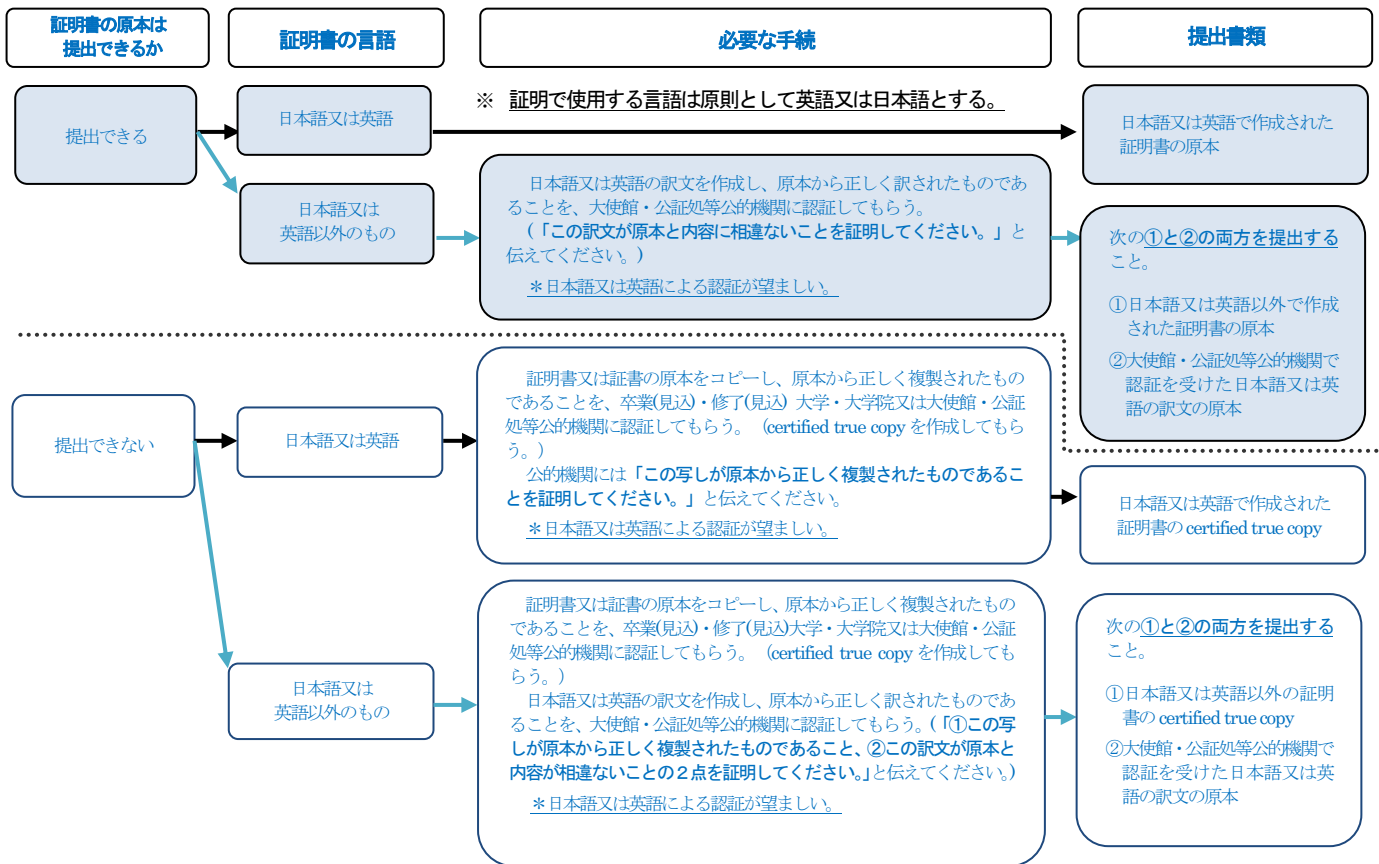 証明書の原本は
提出できるか
証明書の言語
必要な手続
提出書類
※ 証明で使用する言語は原則として英語又は日本語とする。
提出できる
日本語又は英語
日本語又は英語で作成された
証明書の原本
日本語又は
英語以外のもの
日本語又は英語の訳文を作成し、原本から正しく訳されたものであ
ることを、大使館・公証処等公的機関に認証してもらう。
(「この訳文が原本と内容に相違ないことを証明してください。」と
伝えてください。)
＊日本語又は英語による認証が望ましい。
次の①と②の両方を提出する
こと。
①日本語又は英語以外で作成
された証明書の原本
②大使館・公証処等公的機関で
認証を受けた日本語又は英
語の訳文の原本
提出できない
日本語又は英語
証明書又は証書の原本をコピーし、原本から正しく複製されたもの
であることを、卒業(見込)・修了(見込) 大学・大学院又は大使館・公証
処等公的機関に認証してもらう。 (certified true copy を作成してもら
う。)
公的機関には「この写しが原本から正しく複製されたものであるこ
とを証明してください。」と伝えてください。
＊日本語又は英語による認証が望ましい。
日本語又は英語で作成された
証明書の certified true copy
日本語又は
英語以外のもの
証明書又は証書の原本をコピーし、原本から正しく複製されたもの
であることを、卒業(見込)・修了(見込)大学・大学院又は大使館・公証
処等公的機関に認証してもらう。 (certified true copy を作成しても
らう。)
日本語又は英語の訳文を作成し、原本から正しく訳されたものであ
ることを、大使館・公証処等公的機関に認証してもらう。(「①この写
しが原本から正しく複製されたものであること、②この訳文が原本と
内容が相違ないことの２点を証明してください。」と伝えてください。)
＊日本語又は英語による認証が望ましい。
次の①と②の両方を提出する
こと。
①日本語又は英語以外の証明
書の certified true copy
②大使館・公証処等公的機関で
認証を受けた日本語又は英
語の訳文の原本